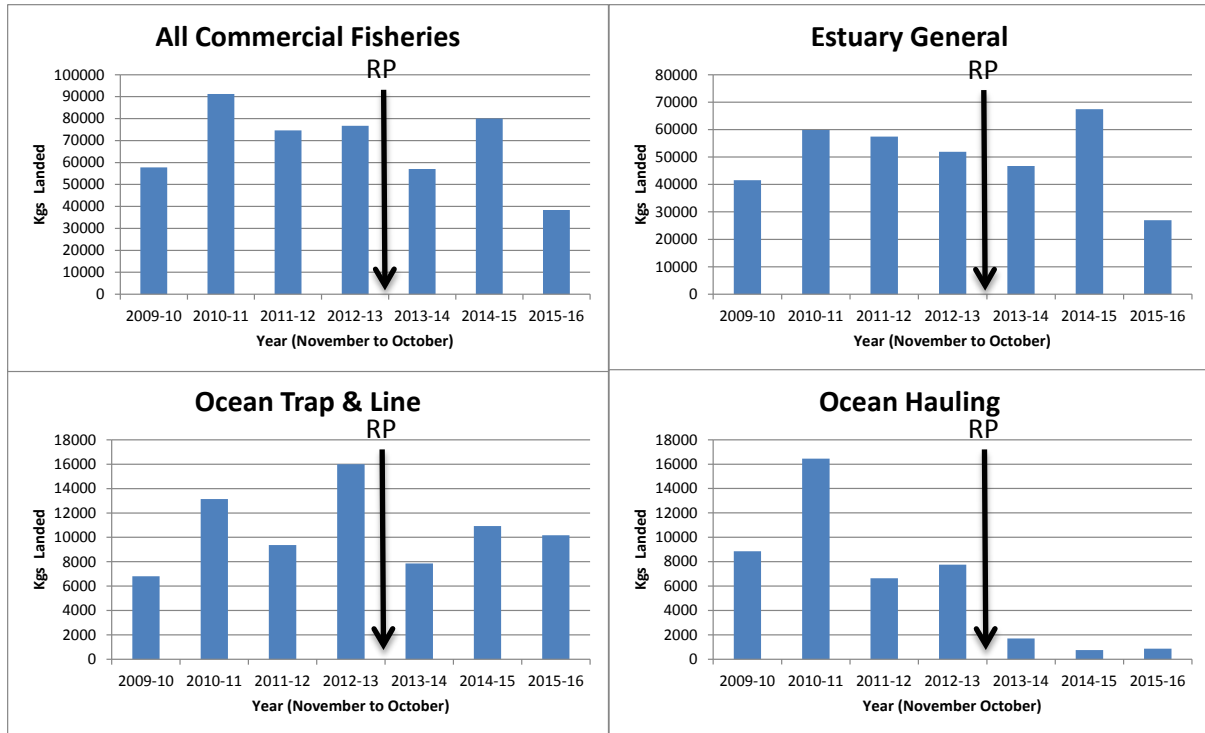 All Commercial Fisheries
RP
Kgs Landed
100000
90000
80000
70000
60000
50000
40000
30000
20000
10000
0
2009-10 2010-11 2011-12 2012-13 2013-14 2014-15 2015-16
Year (November to October)
Estuary General
RP
Kgs Landed
80000
70000
60000
50000
40000
30000
20000
10000
0
2009-10 2010-11 2011-12 2012-13 2013-14 2014-15 2015-16
Year (November to October)
Ocean Trap & Line
RP
Kgs Landed
18000
16000
14000
12000
10000
8000
6000
4000
2000
0
2009-10 2010-11 2011-12 2012-13 2013-14 2014-15 2015-16
Year (November to October)
Ocean Hauling
RP
Kgs Landed
18000
16000
14000
12000
10000
8000
6000
4000
2000
0
2009-10 2010-11 2011-12 2012-13 2013-14 2014-15 2015-16
Year (November October)